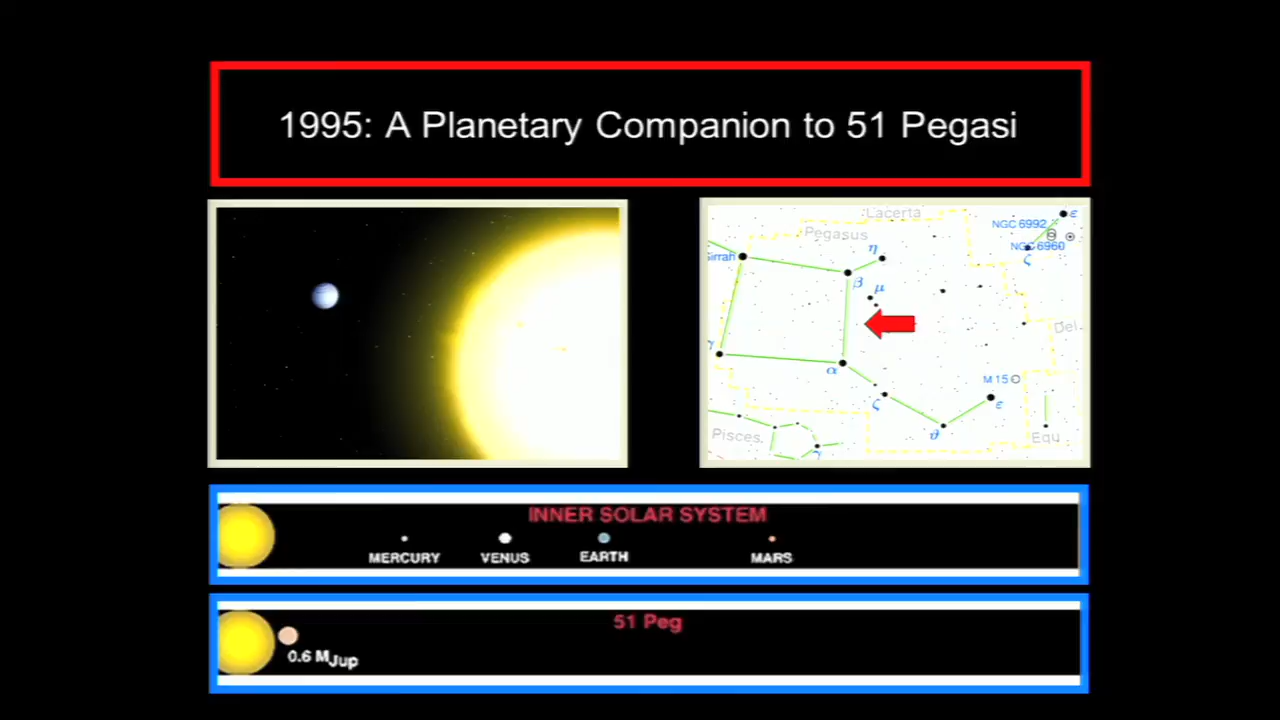 1995: A Planetary Companion to 51 Pegasi
Lacerta
Pegasus
NGC 6992
ε
NGC 6960
ζ
η
Sirrah
β
μ
Del
γ
α
M 15
ζ
ε
θ
Pisces
γ
Equ
INNER SOLAR SYSTEM
MERCURY VENUS EARTH MARS
51 Peg
0.6 MJup